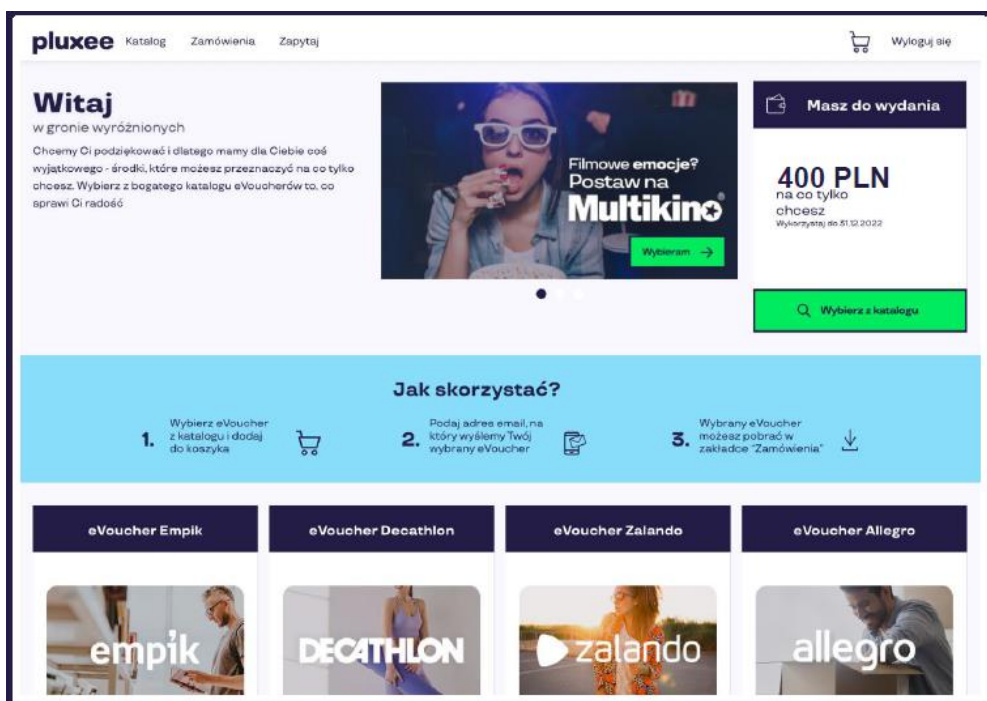 pluxee Katalog Zamówienia Zapytaj Wyloguj się
Witaj
w gronie wyróżnionych
Chcemy Ci podziękować i dlatego mamy dla Ciebie coś
wyjątkowego - środki, które możesz przeznaczyć na co tylko
chcesz. Wybierz z bogatego katalogu eVoucherów to, co
sprawi Ci radość
Filmowe emocje?
Postaw na
Multikino
Wybieram
Masz do wydania
400 PLN
na co tylko
chcesz
Wykorzystaj do 31.12.2022
Wybierz z katalogu
Jak skorzystać?
1. Wybierz eVoucher
z katalogu i dodaj
do koszyka
2. Podaj adres email, na
który wyślemy Twój
wybrany eVoucher
3. Wybrany eVoucher
możesz pobrać w
zakładce "Zamówienia"
eVoucher Empik
eVoucher Decathlon
eVoucher Zalando
eVoucher Allegro
empik
DECATHLON
zalando
allegro